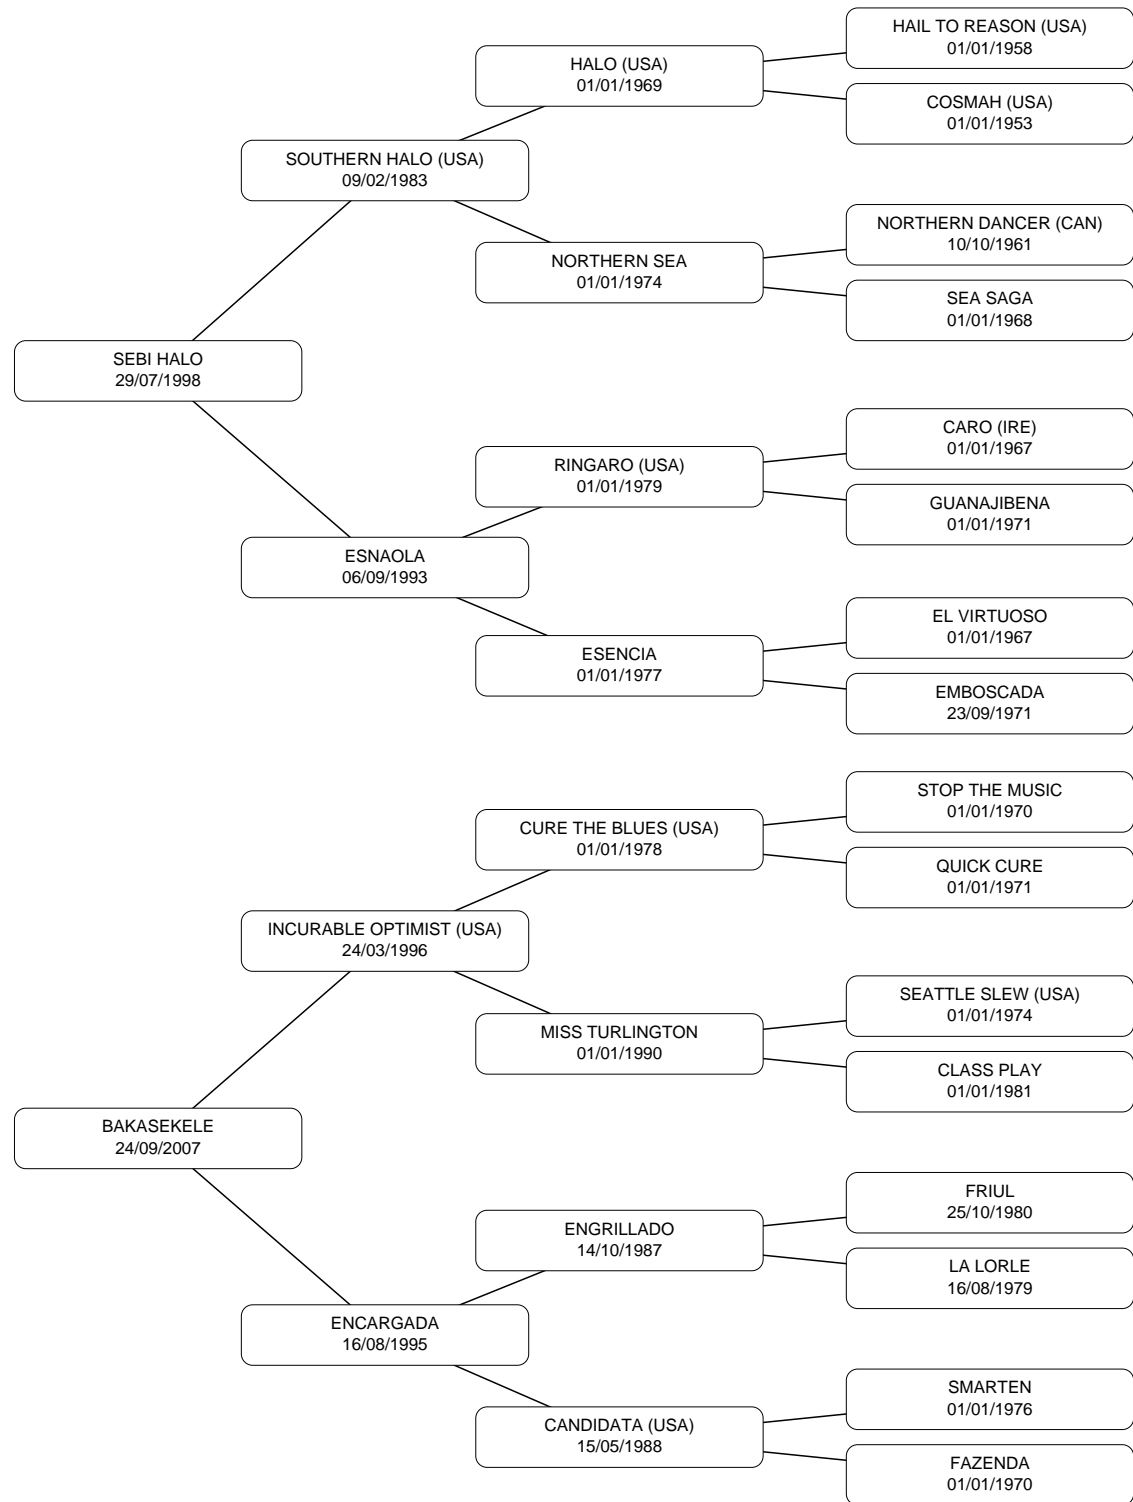 HAIL TO REASON (USA)
01/01/1958
HALO (USA)
01/01/1969
COSMAH (USA)
01/01/1953
SOUTHERN HALO (USA)
09/02/1983
NORTHERN DANCER (CAN)
10/10/1961
NORTHERN SEA
01/01/1974
SEA SAGA
01/01/1968
SEBI HALO
29/07/1998
CARO (IRE)
01/01/1967
RINGARO (USA)
01/01/1979
GUANAJIBENA
01/01/1971
ESNAOLA
06/09/1993
EL VIRTUOSO
01/01/1967
ESENCIA
01/01/1977
EMBOSCADA
23/09/1971
STOP THE MUSIC
01/01/1970
CURE THE BLUES (USA)
01/01/1978
QUICK CURE
01/01/1971
INCURABLE OPTIMIST (USA)
24/03/1996
SEATTLE SLEW (USA)
01/01/1974
MISS TURLINGTON
01/01/1990
CLASS PLAY
01/01/1981
BAKASEKELE
24/09/2007
FRIUL
25/10/1980
ENGRILLADO
14/10/1987
LA LORLE
16/08/1979
ENCARGADA
16/08/1995
SMARTEN
01/01/1976
CANDIDATA (USA)
15/05/1988
FAZENDA
01/01/1970